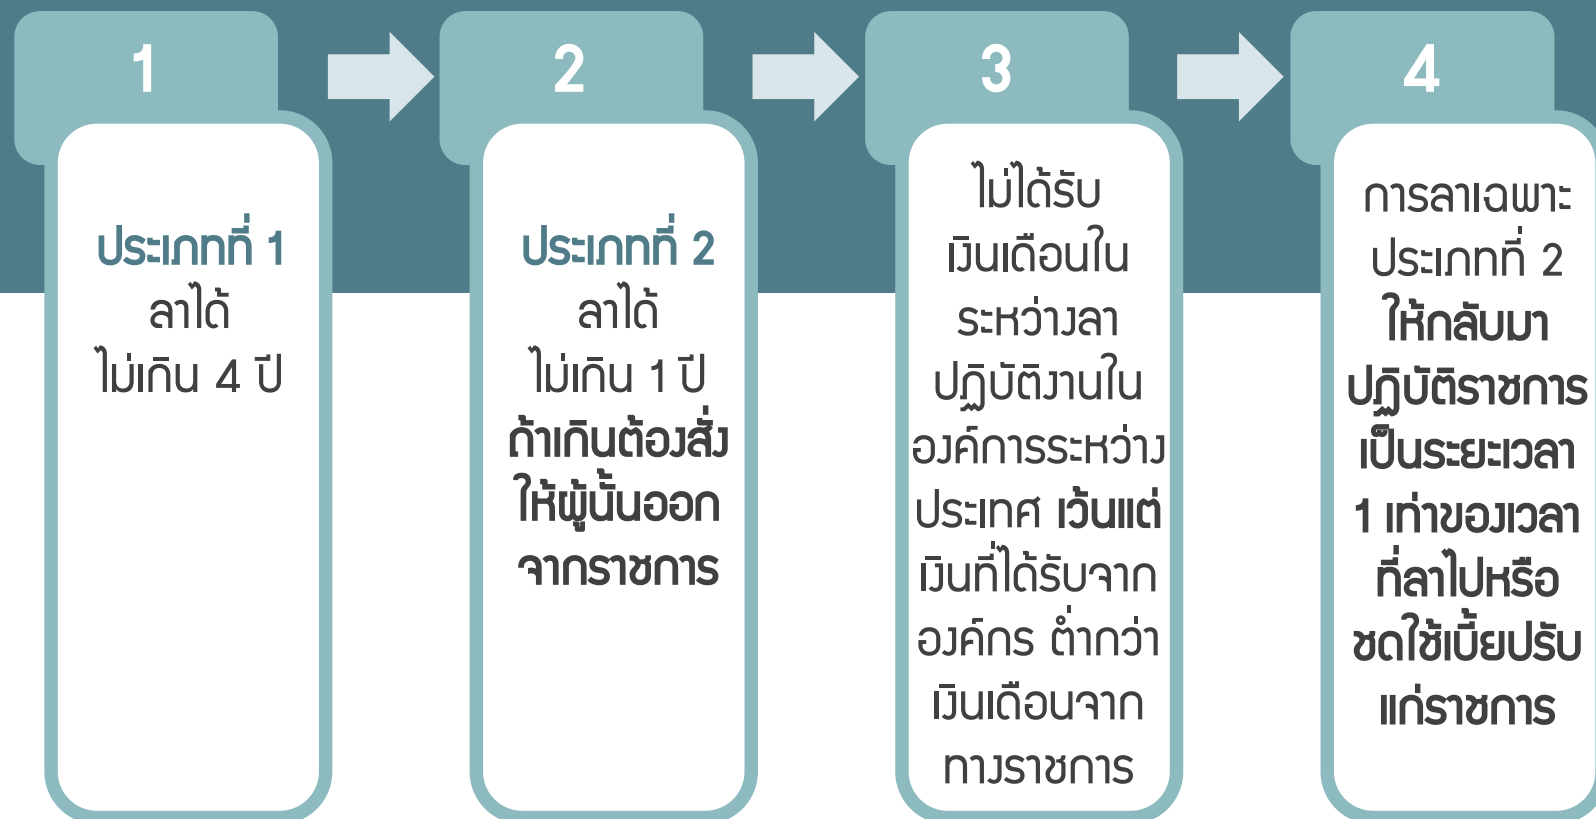 1
ประเภทที่ 1
ลาได้
ไม่เกิน 4 ปี
2
ประเภทที่ 2
ลาได้
ไม่เกิน 1 ปี
ถ้าเกินต้องสั่ง
ให้ผู้นั้นออก
จากราชการ
3
ไม่ได้รับ
เงินเดือนใน
ระหว่างลา
ปฏิบัติงานใน
องค์การระหว่าง
ประเทศ เว้นแต่
เงินที่ได้รับจาก
องค์กร ต่ำกว่า
เงินเดือนจาก
ทางราชการ
4
การลาเฉพาะ
ประเภทที่ 2
ให้กลับมา
ปฏิบัติราชการ
เป็นระยะเวลา
1 เท่าของเวลา
ที่ลาไปหรือ
ชดใช้เบี้ยปรับ
แก่ราชการ